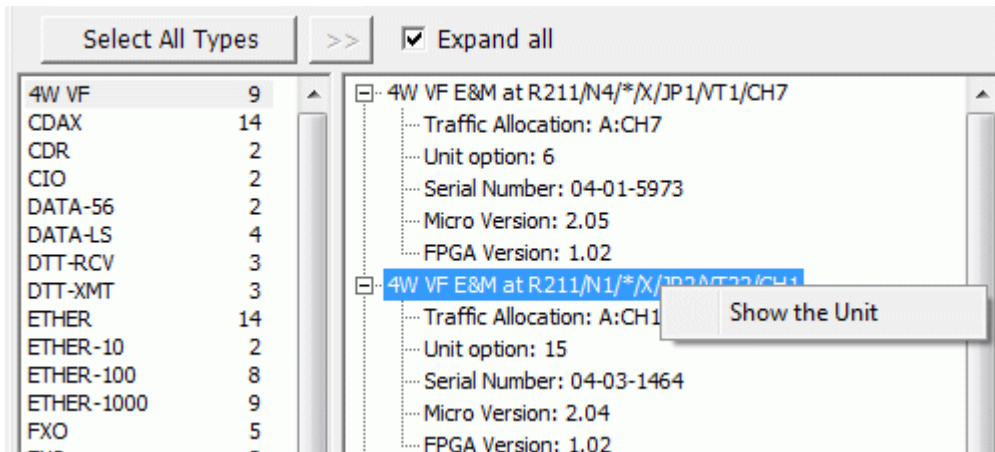 Select All Types >> Expand all
4W VF 9
CDAX 14
CDR 2
CIO 2
DATA-56 2
DATA-LS 4
DTT-RCV 3
DTT-XMT 3
ETHER 14
ETHER-10 2
ETHER-100 8
ETHER-1000 9
FXO 5
4W VF E&M at R211/N4/*/X/JP1/VT1/CH7
Traffic Allocation: A:CH7
Unit option: 6
Serial Number: 04-01-5973
Micro Version: 2.05
FPGA Version: 1.02
4W VF E&M at R211/N1/*/X/
Traffic Allocation: A:CH1
Show the Unit
Unit option: 15
Serial Number: 04-03-1464
Micro Version: 2.04
FPGA Version: 1.02